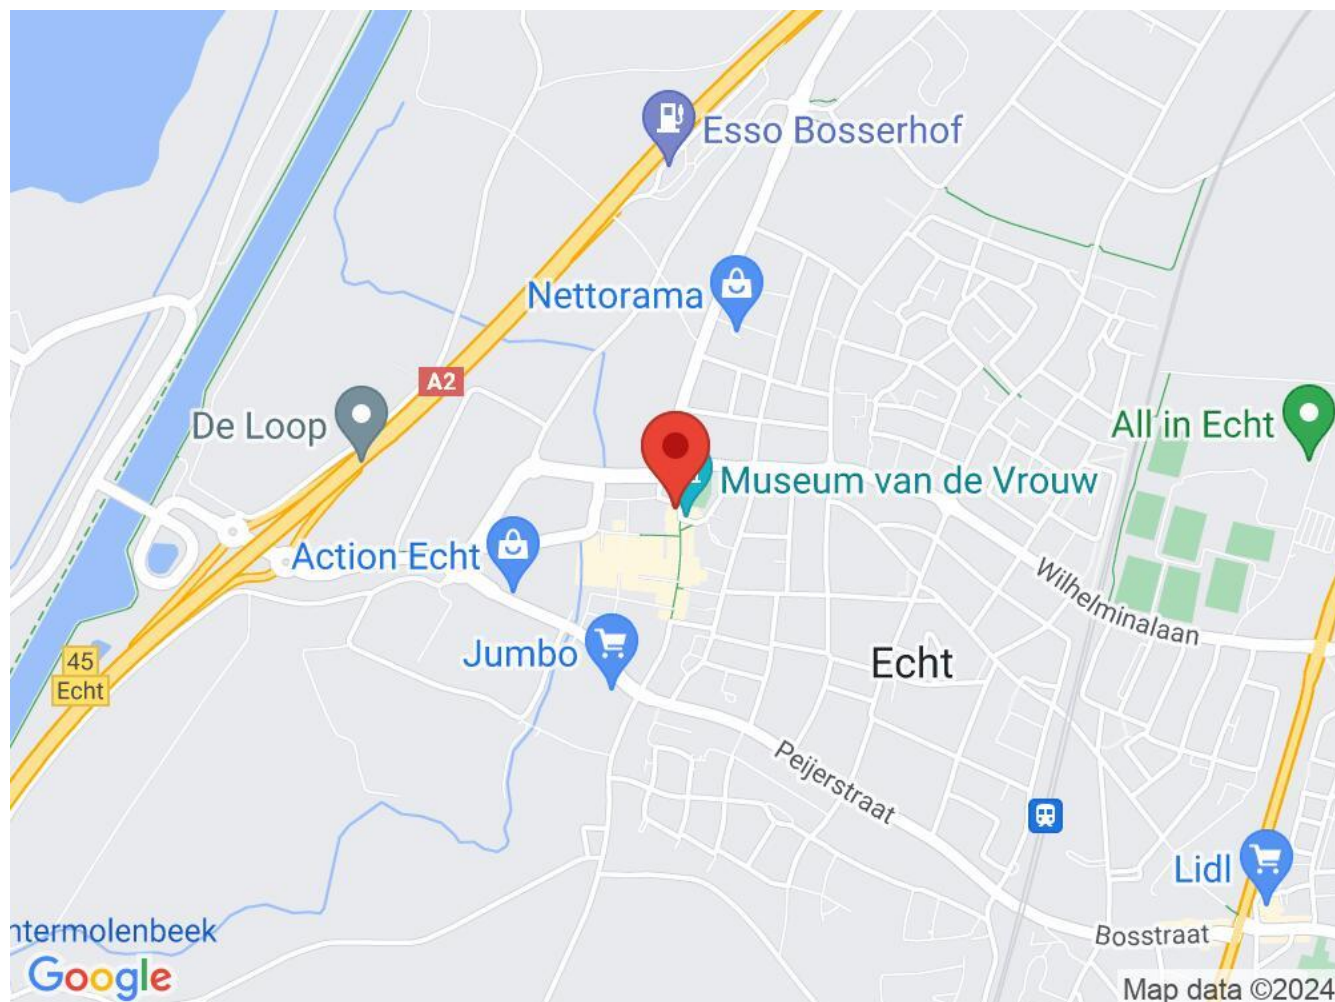 Esso Bosserhof
Nettorama
A2
De Loop
All in Echt
Museum van de Vrouw
Action Echt
Wilhelminalaan
Jumbo
Echt
45
Echt
Peijerstraat
Lidl
ntermolenbeek
Bosstraat
Google
Map data ©2024